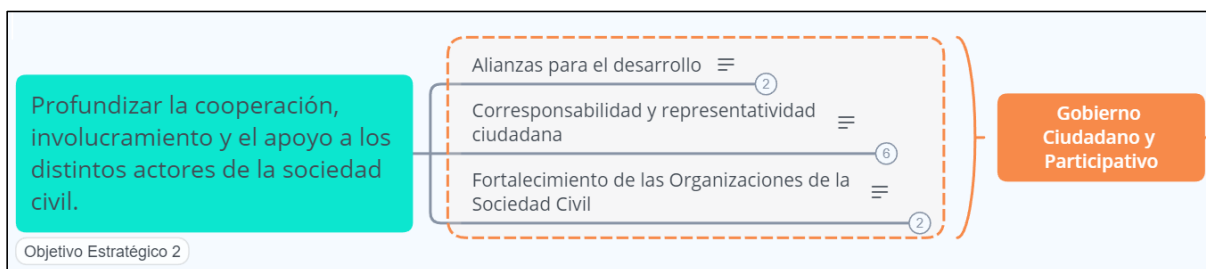 Profundizar la cooperación,
involucramiento y el apoyo a los
distintos actores de la sociedad
civil.
Objetivo Estratégico 2
Alianzas para el desarrollo
2
Corresponsabilidad y representatividad
ciudadana
6
Fortalecimiento de las Organizaciones de la
Sociedad Civil
2
Gobierno
Ciudadano y
Participativo